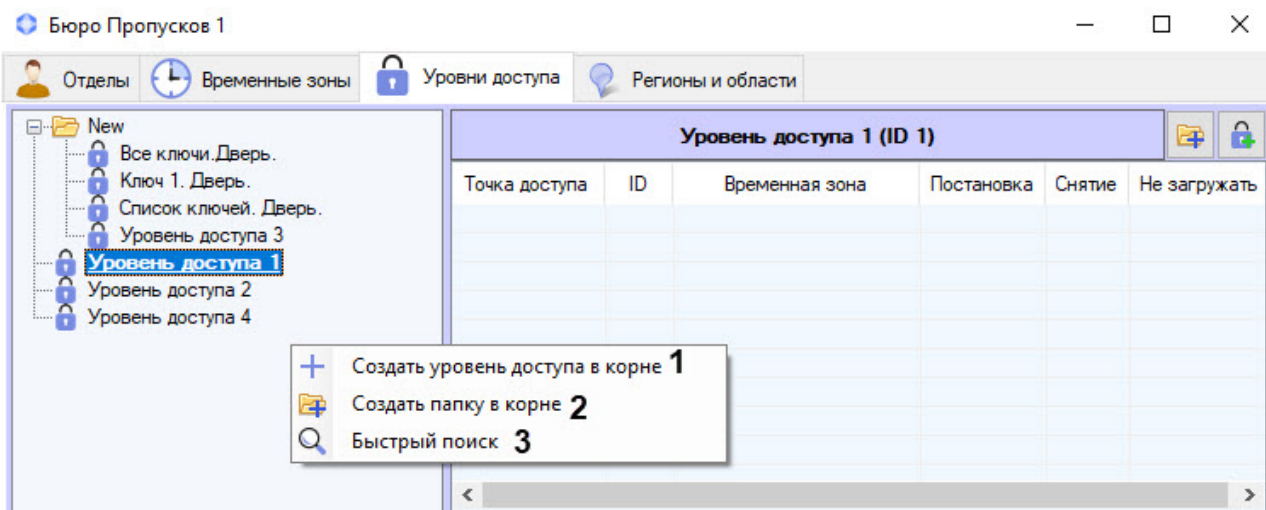 Бюро Пропусков 1
Отделы Временные зоны Уровни доступа Регионы и области
New
Все ключи.Дверь.
Ключ 1. Дверь.
Список ключей. Дверь.
Уровень доступа 3
Уровень доступа 1
Уровень доступа 2
Уровень доступа 4
Уровень доступа 1 (ID 1)
Точка доступа ID Временная зона Постановка Снятие Не загружать
Создать уровень доступа в корне 1
Создать папку в корне 2
Быстрый поиск 3